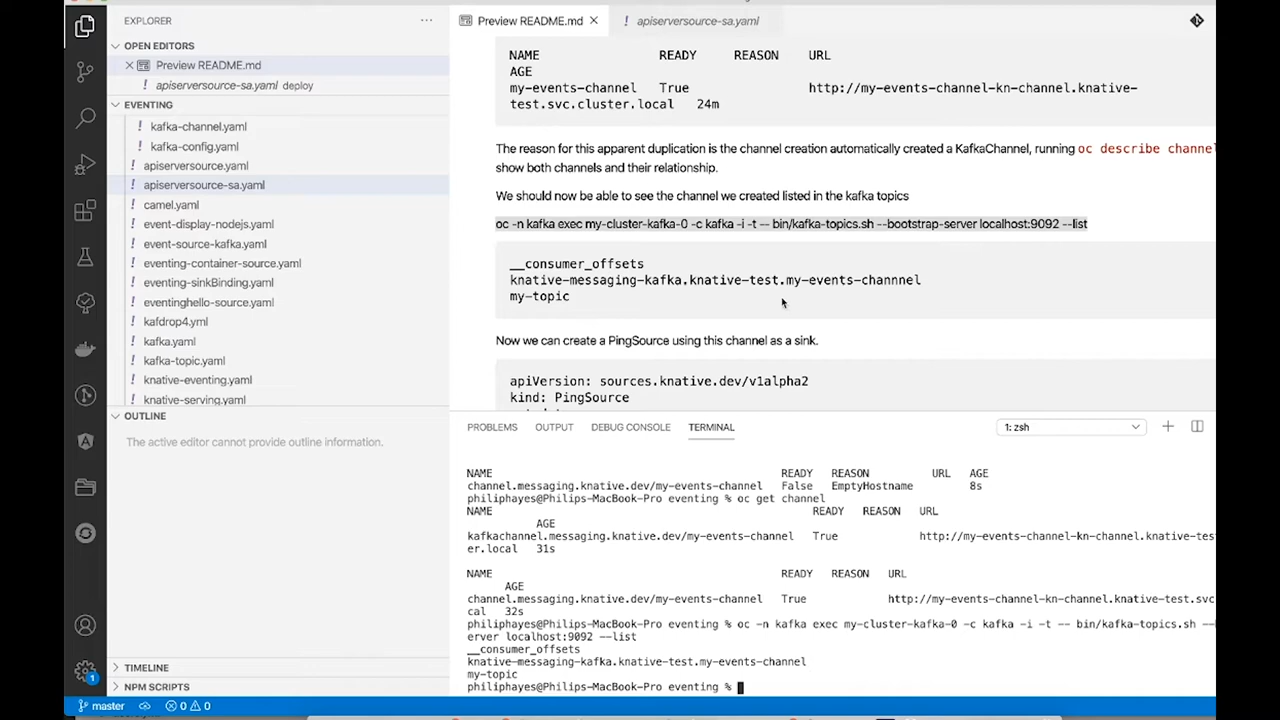 EXPLORER
OPEN EDITORS
Preview README.md
apiserversource-sa.yaml deploy
EVENTING
kafka-channel.yaml
kafka-config.yaml
apiserversource.yaml
apiserversource-sa.yaml
camel.yaml
event-display-nodejs.yaml
event-source-kafka.yaml
eventing-container-source.yaml
eventing-sinkBinding.yaml
eventinghello-source.yaml
kafdrop4.yml
kafka.yaml
kafka-topic.yaml
knative-eventing.yaml
knative-serving.yaml
OUTLINE
The active editor cannot provide outline information.
TIMELINE
NPM SCRIPTS
1
Preview README.md
apiserversource-sa.yaml
NAME READY REASON URL
AGE
my-events-channel True http://my-events-channel-kn-channel.knative-
test.svc.cluster.local 24m
The reason for this apparent duplication is the channel creation automatically created a KafkaChannel, running oc describe channel
show both channels and their relationship.
We should now be able to see the channel we created listed in the kafka topics
oc -n kafka exec my-cluster-kafka-0 -c kafka -i -t -- bin/kafka-topics.sh --bootstrap-server localhost:9092 --list
__consumer_offsets
knative-messaging-kafka.knative-test.my-events-channnel
my-topic
Now we can create a PingSource using this channel as a sink.
apiVersion: sources.knative.dev/v1alpha2
kind: PingSource
PROBLEMS OUTPUT DEBUG CONSOLE TERMINAL
1: zsh
NAME READY REASON URL AGE
channel.messaging.knative.dev/my-events-channel False EmptyHostname 8s
philiphayes@Philips-MacBook-Pro eventing % oc get channel
NAME READY REASON URL
AGE
kafkachannel.messaging.knative.dev/my-events-channel True http://my-events-channel-kn-channel.knative-tes
er.local 31s
NAME READY REASON URL
AGE
channel.messaging.knative.dev/my-events-channel True http://my-events-channel-kn-channel.knative-test.svc
cal 32s
philiphayes@Philips-MacBook-Pro eventing % oc -n kafka exec my-cluster-kafka-0 -c kafka -i -t -- bin/kafka-topics.sh --
erver localhost:9092 --list
__consumer_offsets
knative-messaging-kafka.knative-test.my-events-channel
my-topic
philiphayes@Philips-MacBook-Pro eventing %
master 0 0